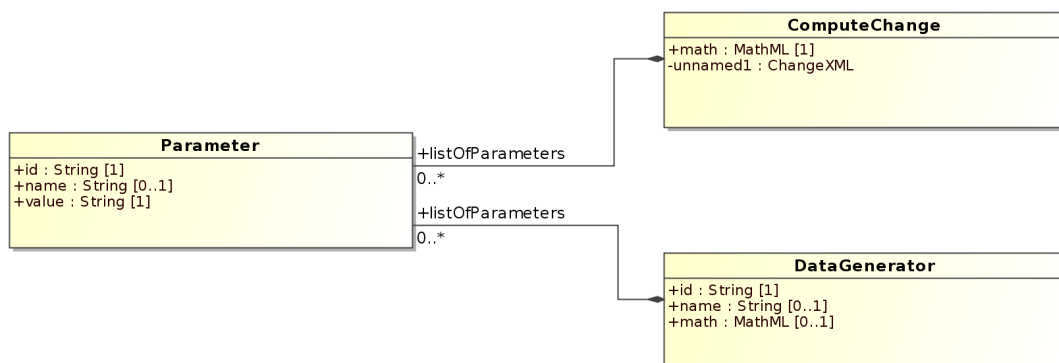 ComputeChange
+math : MathML [1]
-unnamed1 : ChangeXML
Parameter
+id : String [1]
+name : String [0..1]
+value : String [1]
+listOfParameters
0..*
+listOfParameters
0..*
DataGenerator
+id : String [1]
+name : String [0..1]
+math : MathML [0..1]